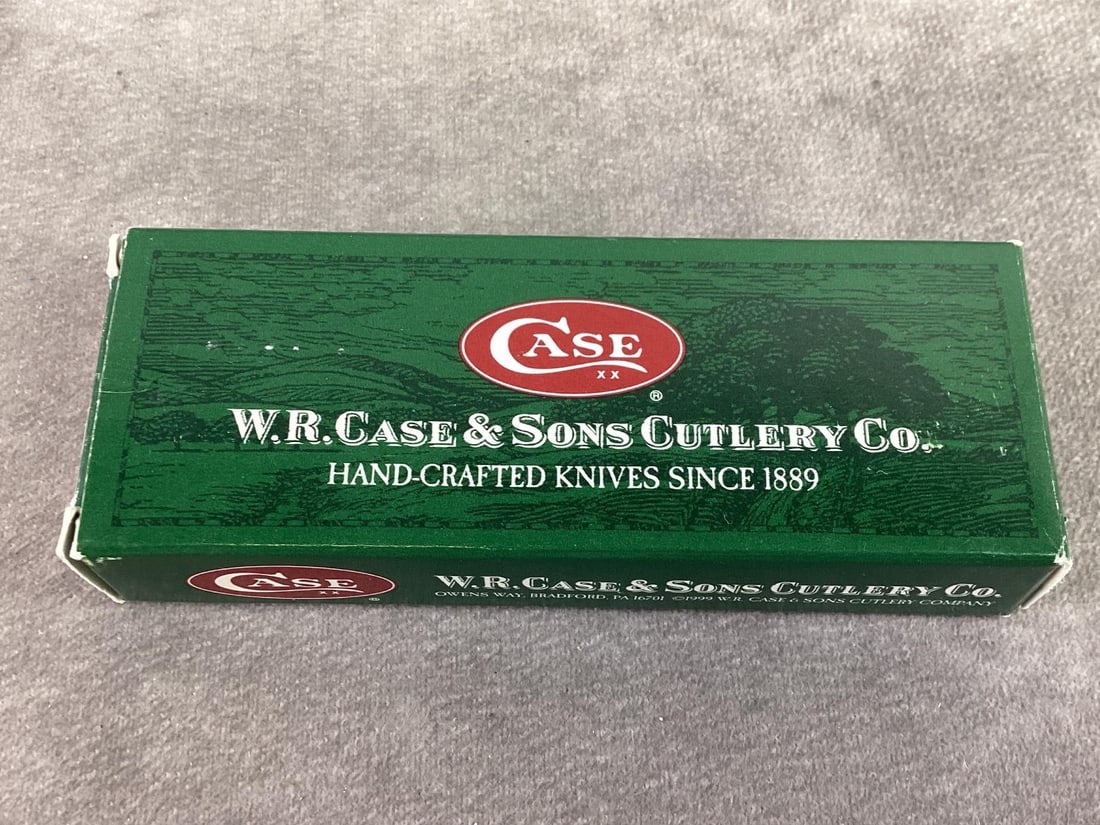 CASE
XX
®
W.R. CASE & SONS CUTLERY CO.
HAND-CRAFTED KNIVES SINCE 1889
CASE
XX
®
W.R. CASE & SONS CUTLERY CO.
OWENS WAY, BRADFORD, PA 16701 ©1999 W.R. CASE & SONS CUTLERY COMPANY